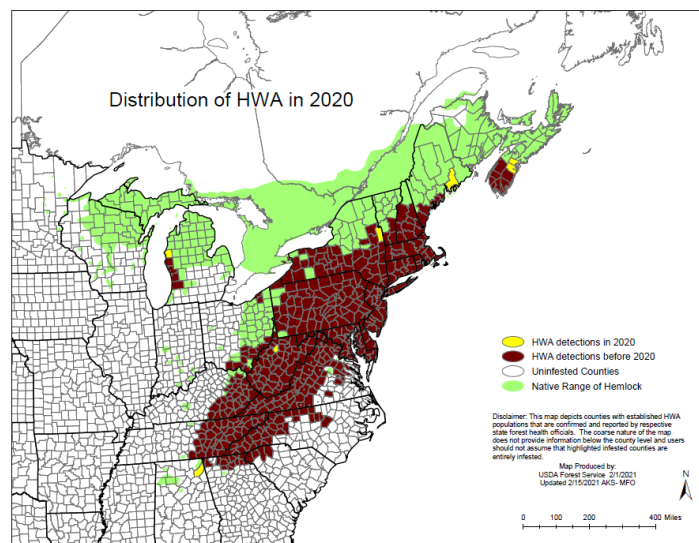 Distribution of HWA in 2020
HWA detections in 2020
HWA detections before 2020
Uninfested Counties
Native Range of Hemlock
Disclaimer: This map depicts counties with established HWA
populations that are confirmed and reported by respective
state forest health officials. The coarse nature of the map
does not provide information below the county level and users
should not assume that highlighted infested counties are
entirely infested.
Map Produced by:
USDA Forest Service 2/1/2021
Updated 2/15/2021 AKS- MFO
N
0 50 100 200 300 400 Miles